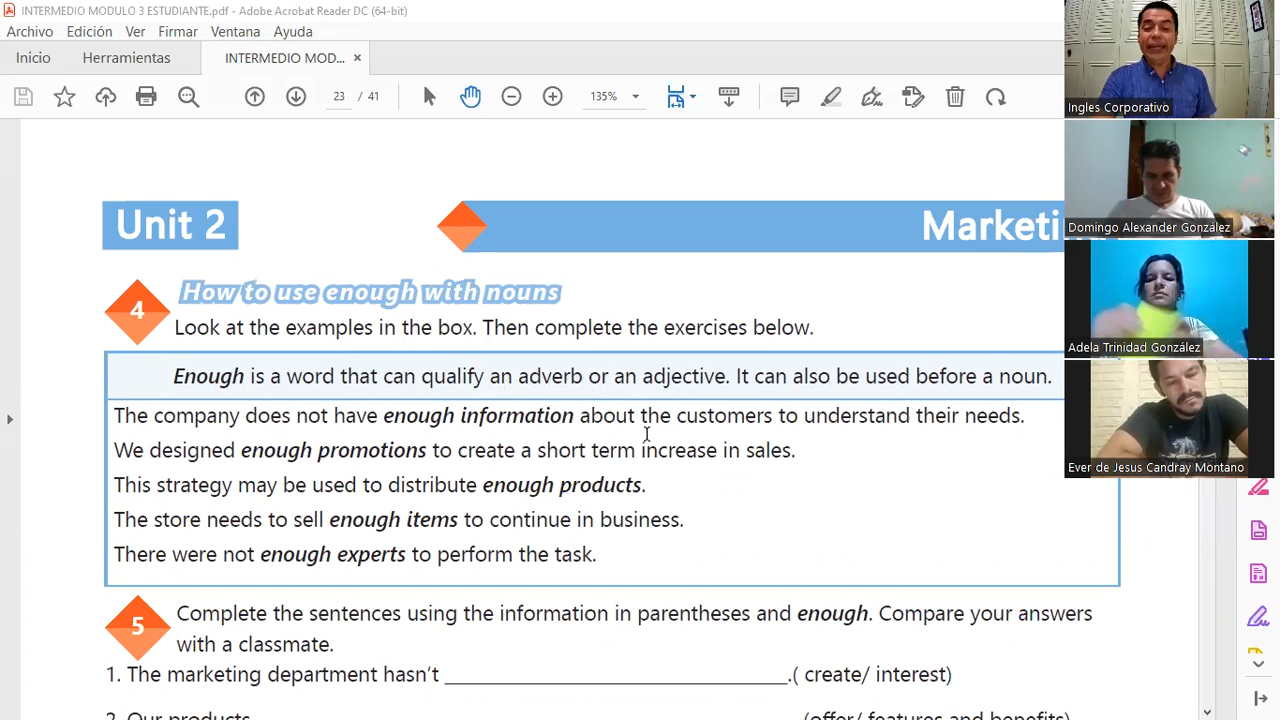 INTERMEDIO MODULO 3 ESTUDIANTE.pdf - Adobe Acrobat Reader DC (64-bit)
Archivo Edición Ver Firmar Ventana Ayuda
Inicio Herramientas INTERMEDIO MOD... ×
23 / 41 135%
Ingles Corporativo
Domingo Alexander González
Adela Trinidad González
Ever de Jesus Candray Montano
Unit 2 Marketi
4 How to use enough with nouns
Look at the examples in the box. Then complete the exercises below.
Enough is a word that can qualify an adverb or an adjective. It can also be used before a noun.
The company does not have enough information about the customers to understand their needs.
We designed enough promotions to create a short term increase in sales.
This strategy may be used to distribute enough products.
The store needs to sell enough items to continue in business.
There were not enough experts to perform the task.
5 Complete the sentences using the information in parentheses and enough. Compare your answers
with a classmate.
1. The marketing department hasn't ________________________________.( create/ interest)
2. Our products (offer/ features and benefits)